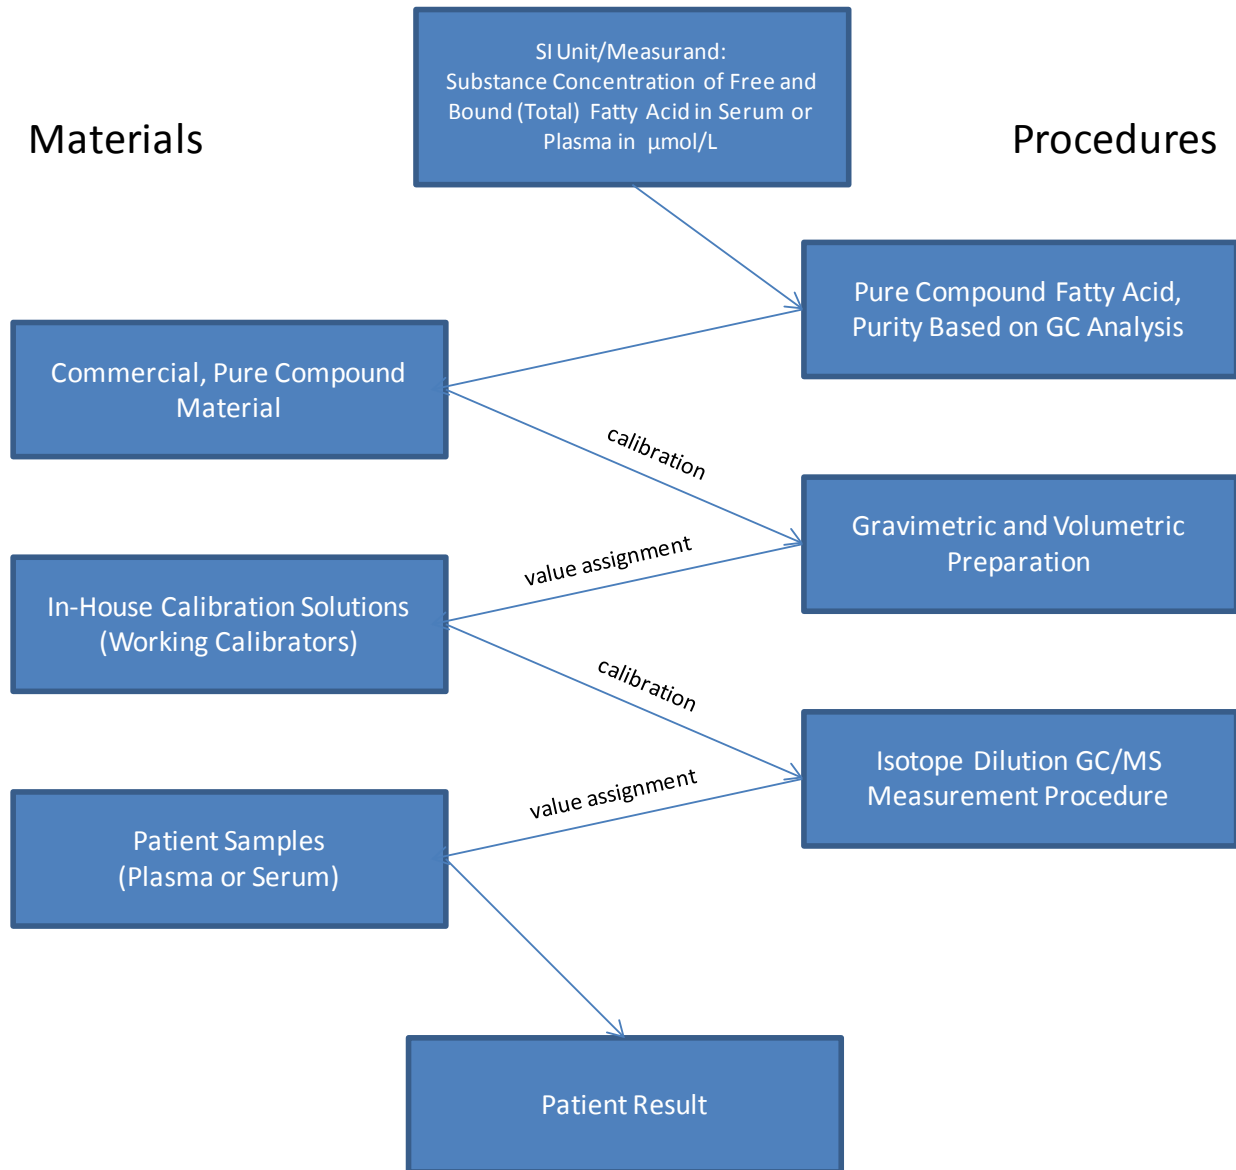 SI Unit/Measurand:
Substance Concentration of Free and
Bound (Total) Fatty Acid in Serum or
Plasma in µmol/L
Materials
Procedures
Pure Compound Fatty Acid,
Purity Based on GC Analysis
Commercial, Pure Compound
Material
calibration
Gravimetric and Volumetric
Preparation
value assignment
In-House Calibration Solutions
(Working Calibrators)
calibration
Isotope Dilution GC/MS
Measurement Procedure
value assignment
Patient Samples
(Plasma or Serum)
Patient Result